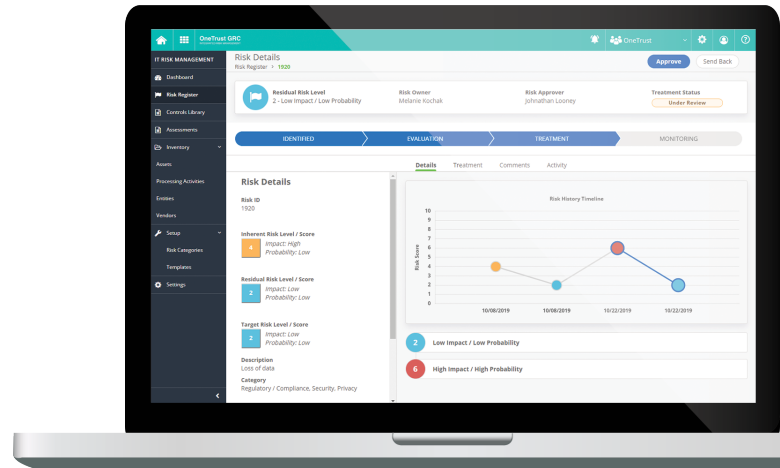 OneTrust GRC
OneTrust
IT RISK MANAGEMENT
Dashboard
Risk Register
Controls Library
Assessments
Inventory
Assets
Processing Activities
Entities
Vendors
Setup
Risk Categories
Templates
Settings
Risk Details
Risk Register > 1920
Approve
Send Back
Residual Risk Level
2 - Low Impact / Low Probability
Risk Owner
Melanie Kochak
Risk Approver
Johnathan Looney
Treatment Status
Under Review
IDENTIFIED
EVALUATION
TREATMENT
MONITORING
Details
Treatment
Comments
Activity
Risk Details
Risk ID
1920
Inherent Risk Level / Score
4
Impact: High
Probability: Low
Residual Risk Level / Score
2
Impact: Low
Probability: Low
Target Risk Level / Score
2
Impact: Low
Probability: Low
Description
Loss of data
Category
Regulatory / Compliance, Security, Privacy
Risk History Timeline
Risk Score
10
9
8
7
6
5
4
3
2
1
0
10/08/2019
10/08/2019
10/22/2019
10/22/2019
2 Low Impact / Low Probability
6 High Impact / High Probability